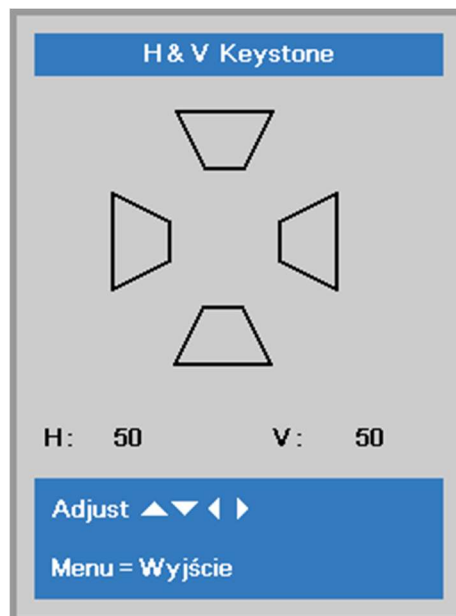 H & V Keystone
H: 50 V: 50
Adjust ▲▼◀▶
Menu = Wyjście